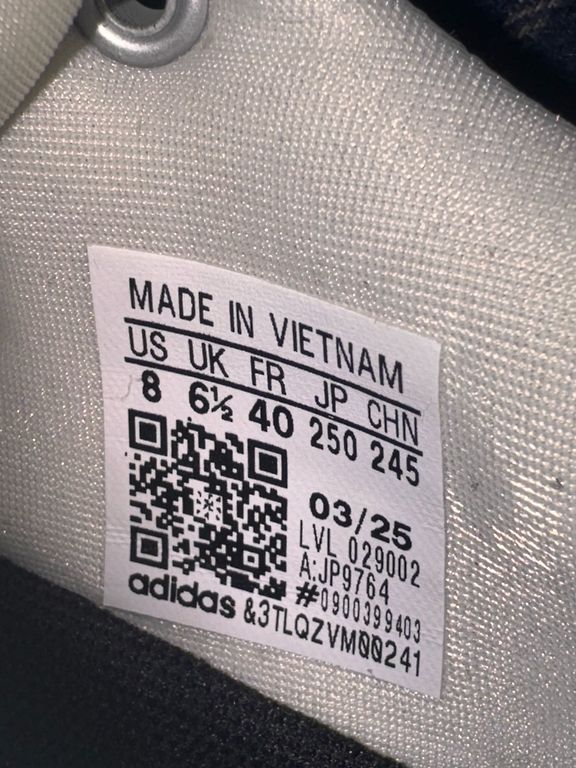 MADE IN VIETNAM
US UK FR JP CHN
8 6½ 40 250 245
03/25
LVL 029002
A:JP9764
#0900399403
adidas &3TLQZVM00241